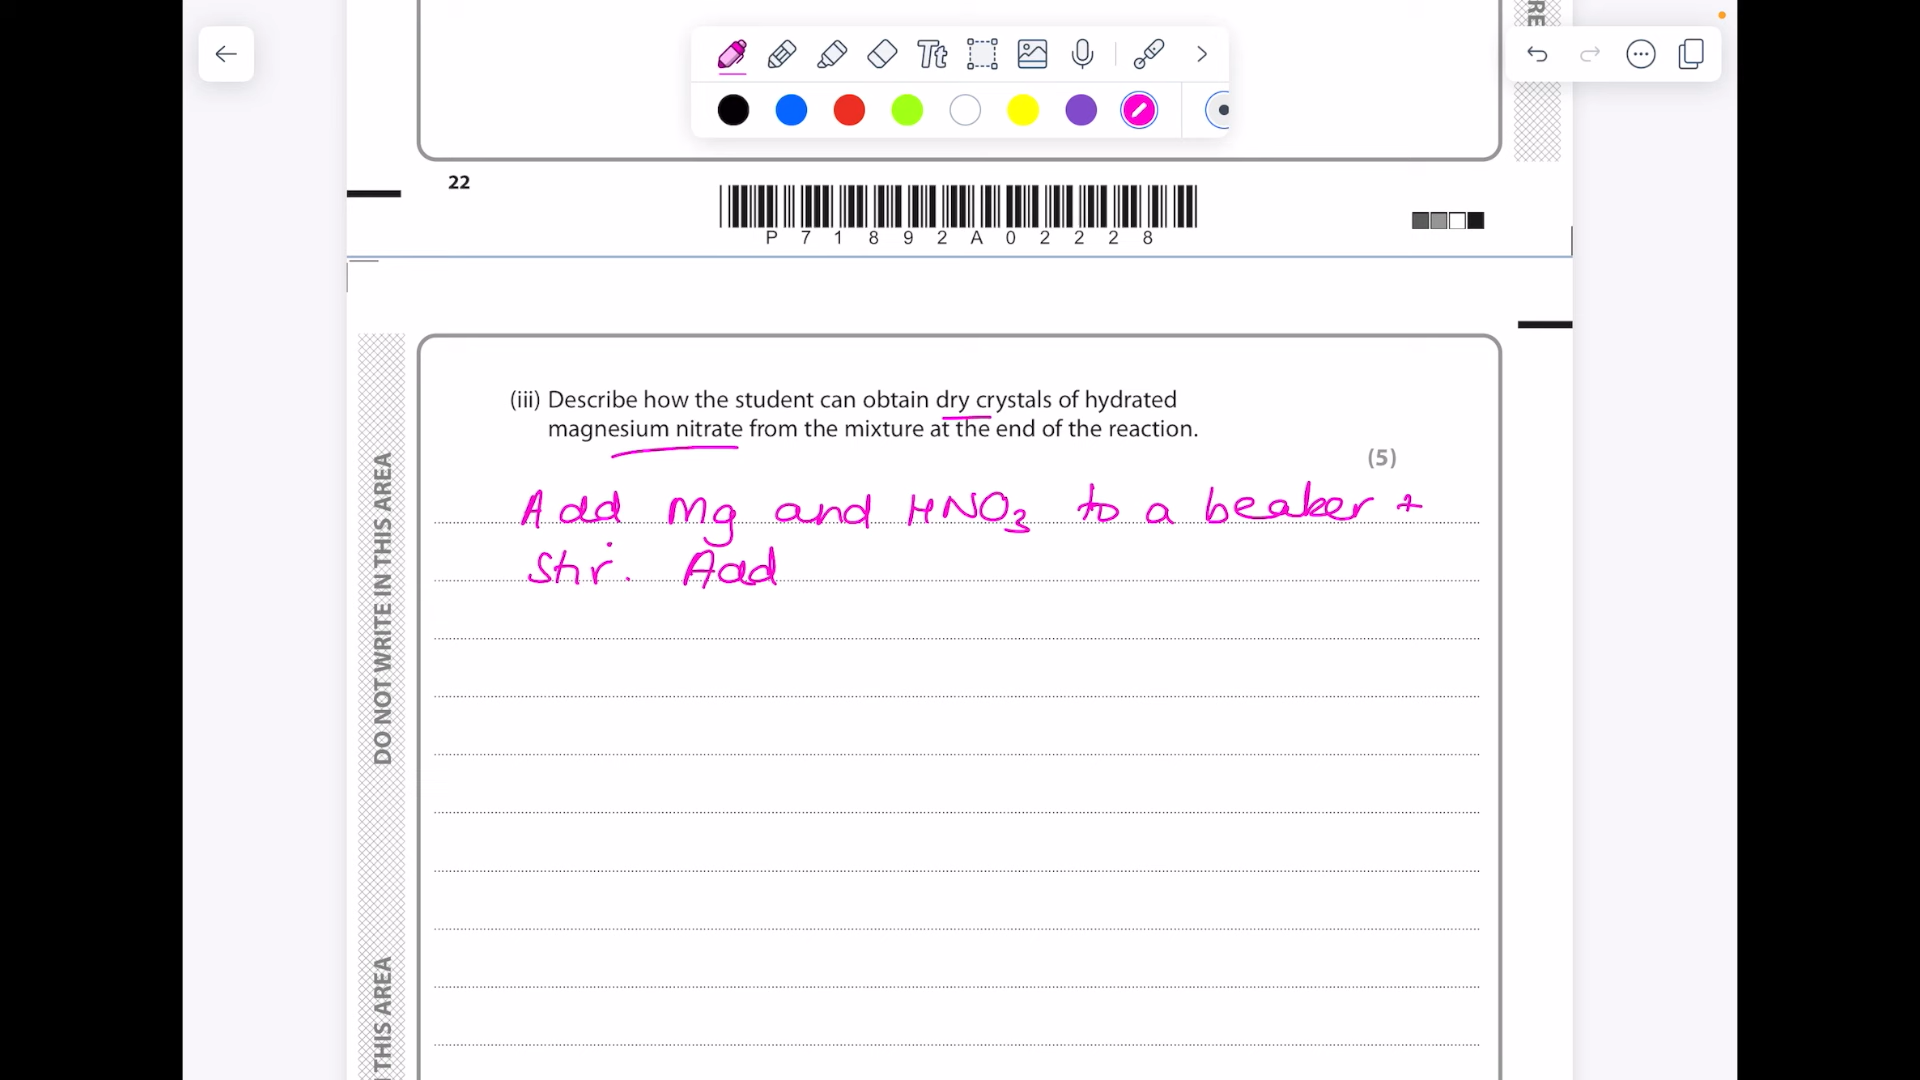 RE
Tt
22
P 7 1 8 9 2 A 0 2 2 2 8
(iii) Describe how the student can obtain dry crystals of hydrated
magnesium nitrate from the mixture at the end of the reaction.
(5)
Add Mg and HNO₃ to a beaker +
Stir. Add
DO NOT WRITE IN THIS AREA
THIS AREA